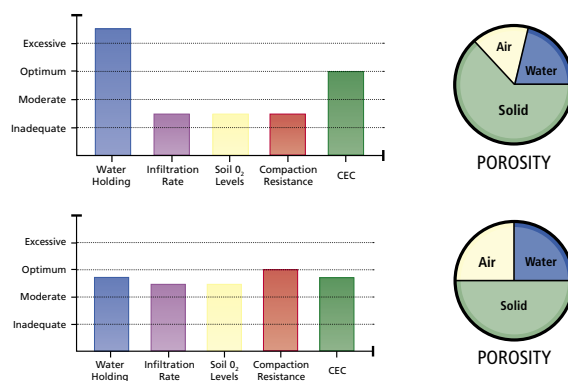 Excessive
Optimum
Moderate
Inadequate
Water
Holding
Infiltration
Rate
Soil 0₂
Levels
Compaction
Resistance
CEC
Air
Water
Solid
POROSITY
Excessive
Optimum
Moderate
Inadequate
Water
Holding
Infiltration
Rate
Soil 0₂
Levels
Compaction
Resistance
CEC
Air
Water
Solid
POROSITY